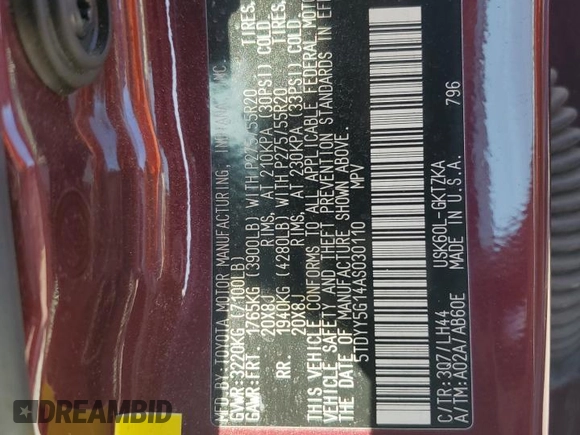 MFD.BY:TOYOTA MOTOR MANUFACTURING, INDIANA, INC.
GVWR:3220KG (7100LB)
GAWR:FRT. 1765KG (3900LB) WITH P275/55R20 TIRES,
20X8J RIMS, AT 210KPA (30PSI) COLD.
RR. 1940KG (4280LB) WITH P275/55R20 TIRES,
20X8J RIMS, AT 230KPA (33PSI) COLD.
THIS VEHICLE CONFORMS TO ALL APPLICABLE FEDERAL MOTOR
VEHICLE SAFETY AND THEFT PREVENTION STANDARDS IN EFF
ON THE DATE OF MANUFACTURE SHOWN ABOVE.
5TDYY5G14AS030110 MPV
USK60L-GKTZKA 796
C/TR:3Q7/LH44 MADE IN U.S.A.
A/TM:A02A/AB60E
DREAMBID